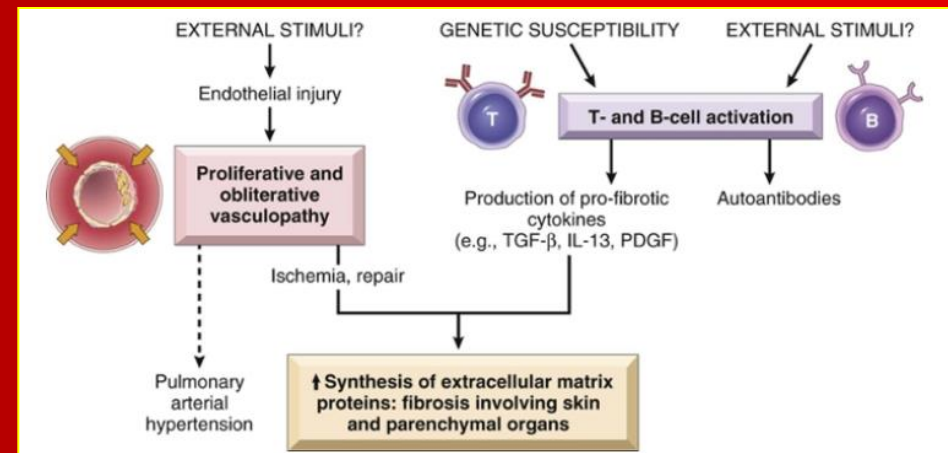 EXTERNAL STIMULI?
GENETIC SUSCEPTIBILITY
EXTERNAL STIMULI?
Endothelial injury
T
T- and B-cell activation
B
Proliferative and
obliterative
vasculopathy
Production of pro-fibrotic
cytokines
(e.g., TGF-β, IL-13, PDGF)
Autoantibodies
Ischemia, repair
Pulmonary
arterial
hypertension
⬆ Synthesis of extracellular matrix
proteins: fibrosis involving skin
and parenchymal organs